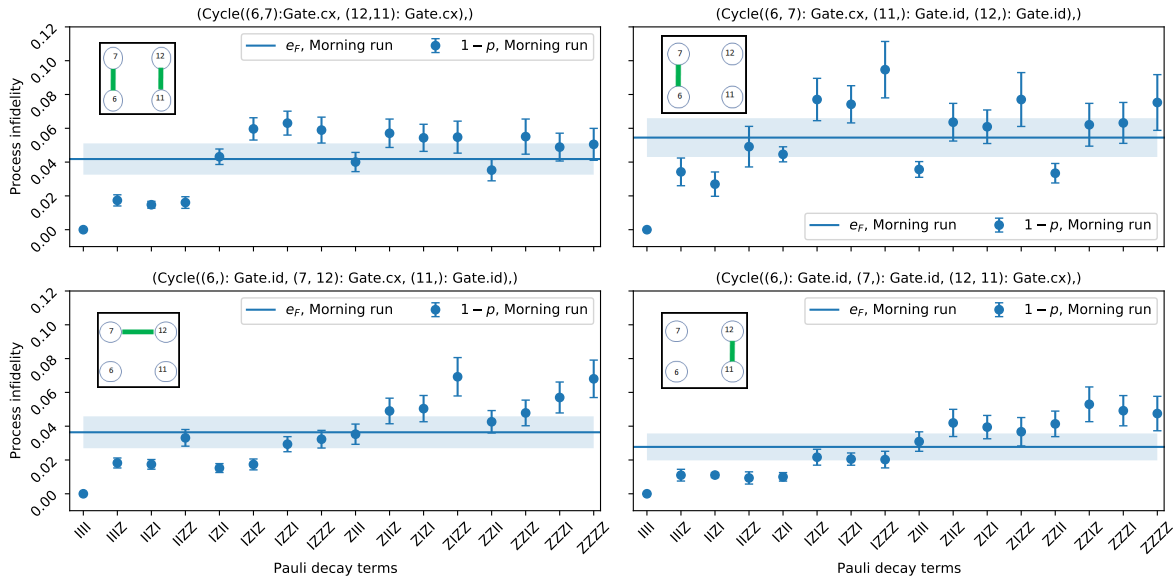 (Cycle((6,7):Gate.cx, (12,11): Gate.cx),)
Process infidelity
0.12
0.10
0.08
0.06
0.04
0.02
0.00
7 12
6 11
e_F, Morning run 1 − p, Morning run
(Cycle((6, 7): Gate.cx, (11,): Gate.id, (12,): Gate.id),)
7 12
6 11
e_F, Morning run 1 − p, Morning run
(Cycle((6,): Gate.id, (7, 12): Gate.cx, (11,): Gate.id),)
Process infidelity
0.12
0.10
0.08
0.06
0.04
0.02
0.00
7 12
6 11
e_F, Morning run 1 − p, Morning run
IIII IIIZ IIZI IIZZ IZII IZIZ IZZI IZZZ ZIII ZIIZ ZIZI ZIZZ ZZII ZZIZ ZZZI ZZZZ
Pauli decay terms
(Cycle((6,): Gate.id, (7,): Gate.id, (12, 11): Gate.cx),)
7 12
6 11
e_F, Morning run 1 − p, Morning run
IIII IIIZ IIZI IIZZ IZII IZIZ IZZI IZZZ ZIII ZIIZ ZIZI ZIZZ ZZII ZZIZ ZZZI ZZZZ
Pauli decay terms